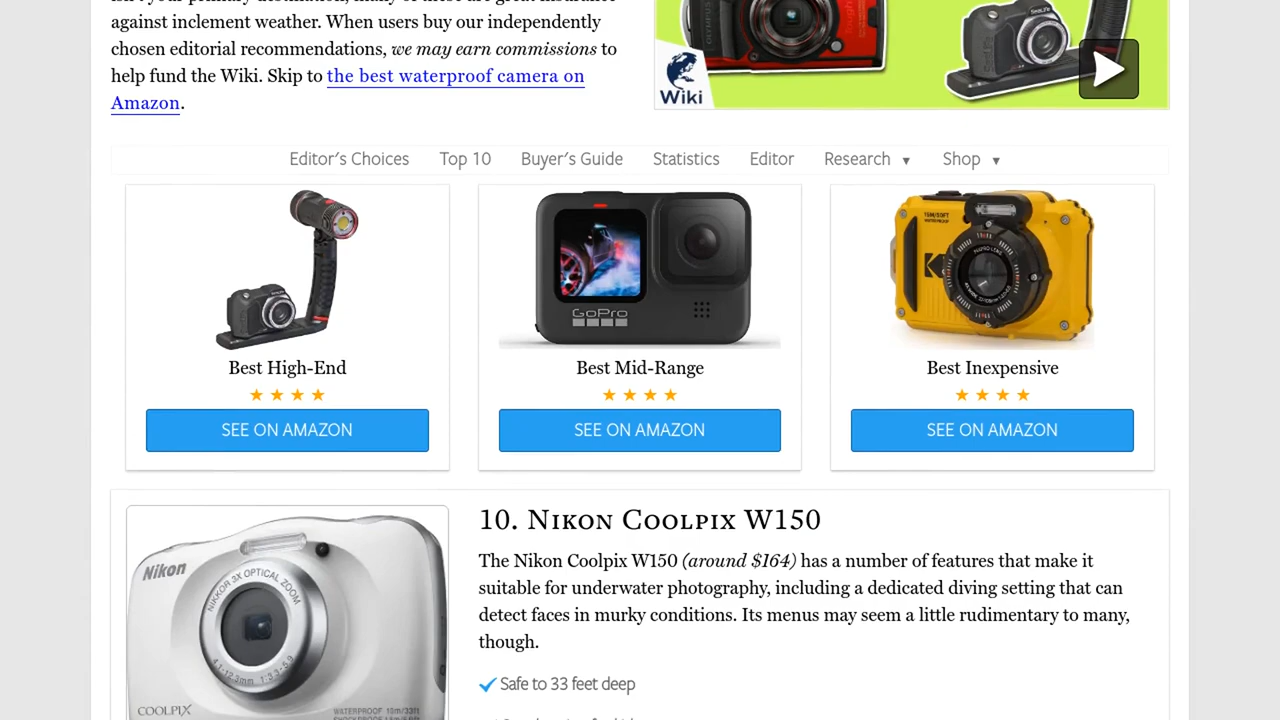 against inclement weather. When users buy our independently
chosen editorial recommendations, we may earn commissions to
help fund the Wiki. Skip to the best waterproof camera on
Amazon.
Wiki
Editor's Choices Top 10 Buyer's Guide Statistics Editor Research ▼ Shop ▼
GoPro
15M/50FT
WATERPROOF
Best High-End
Best Mid-Range
Best Inexpensive
SEE ON AMAZON
SEE ON AMAZON
SEE ON AMAZON
10. Nikon Coolpix W150
The Nikon Coolpix W150 (around $164) has a number of features that make it
suitable for underwater photography, including a dedicated diving setting that can
detect faces in murky conditions. Its menus may seem a little rudimentary to many,
though.
Safe to 33 feet deep
Nikon
NIKKOR 3X OPTICAL ZOOM
COOLPIX
WATERPROOF 10m/33ft